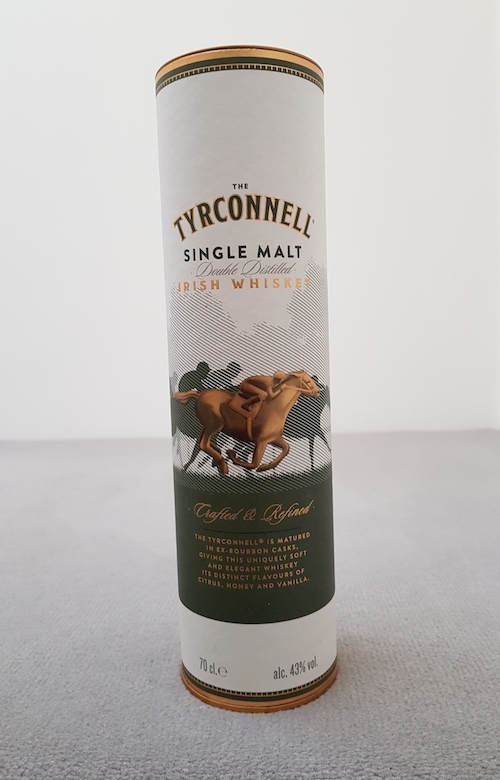 THE
TYRCONNELL
SINGLE MALT
Double Distilled
IRISH WHISKEY
Crafted & Refined
THE TYRCONNELL® IS MATURED
IN EX-BOURBON CASKS,
GIVING THIS UNIQUELY SOFT
AND ELEGANT WHISKEY
ITS DISTINCT FLAVOURS OF
CITRUS, HONEY AND VANILLA.
70 cl. ℮ alc. 43% vol.